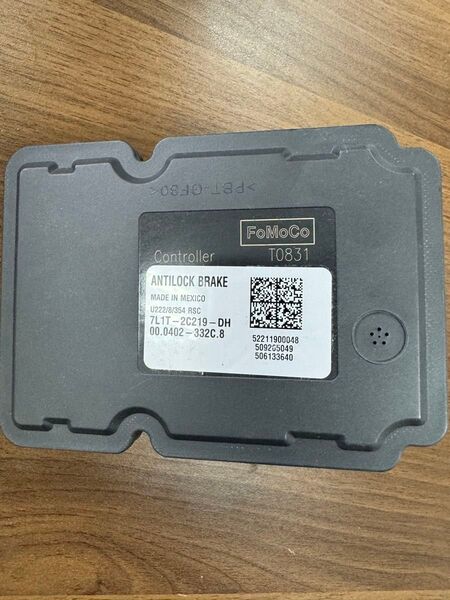 >PBT-GF30<
FoMoCo
Controller T0831
ANTILOCK BRAKE
MADE IN MEXICO
U222/8/354 RSC
7L1T-2C219-DH
00.0402-332C.8
52211900048
509205049
506133640